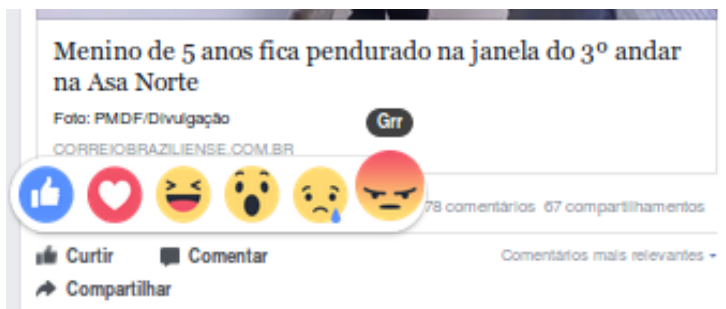 Menino de 5 anos fica pendurado na janela do 3º andar
na Asa Norte
Foto: PMDF/Divulgação
Grr
CORREIOBRAZILIENSE.COM.BR
78 comentários 67 compartilhamentos
Curtir Comentar Comentários mais relevantes
Compartilhar